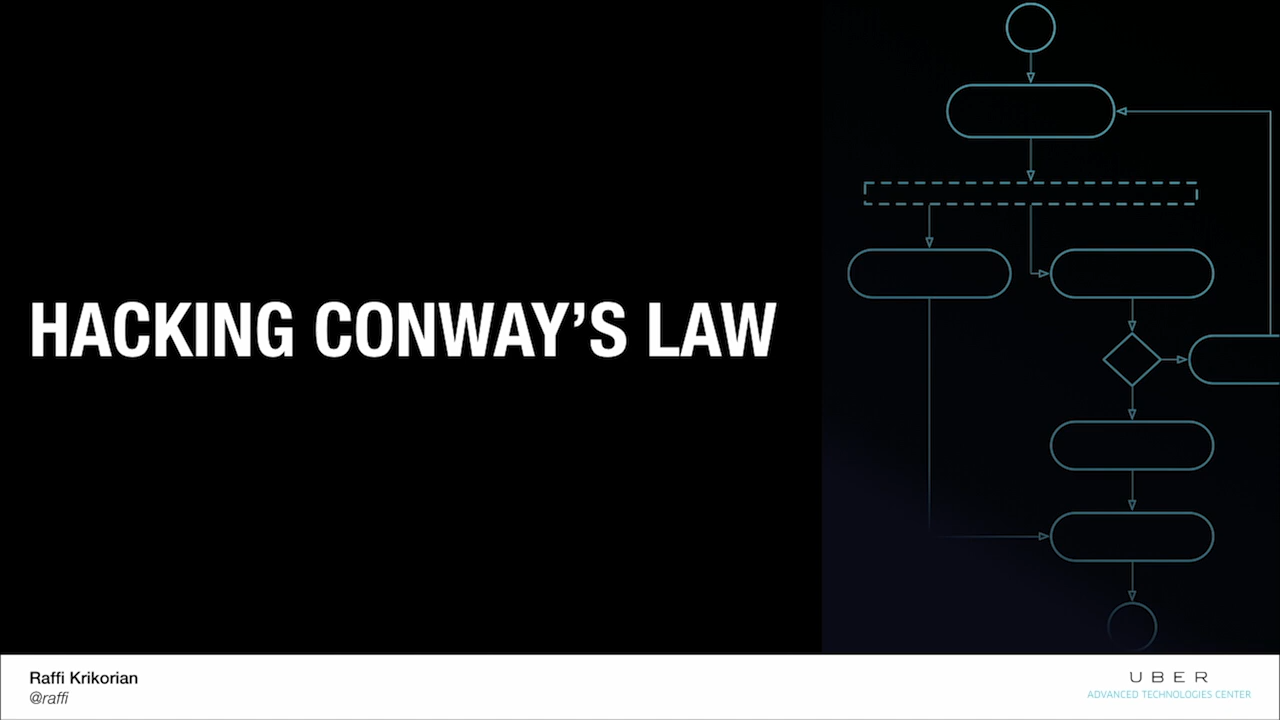 HACKING CONWAY’S LAW
Raffi Krikorian
@raffi
UBER
ADVANCED TECHNOLOGIES CENTER